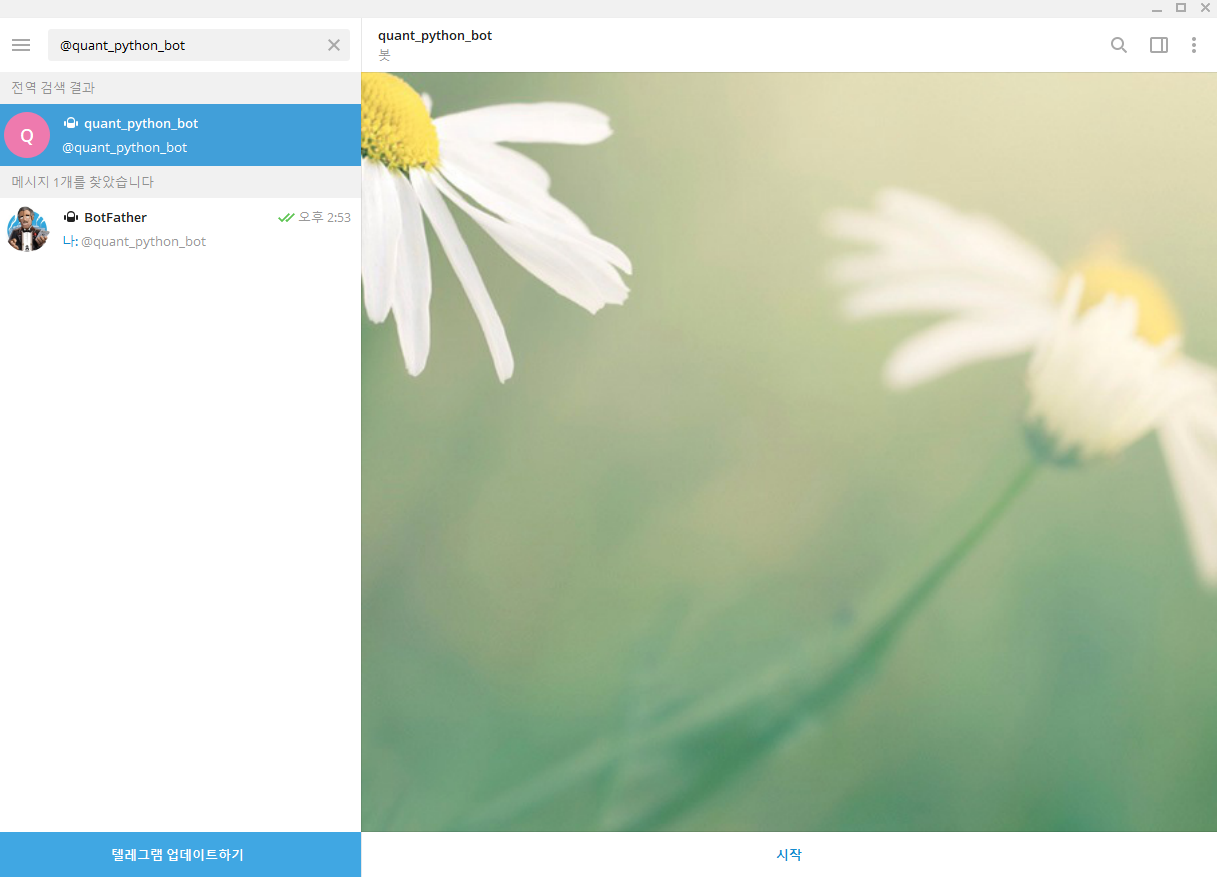 @quant_python_bot
전역 검색 결과
Q
quant_python_bot
@quant_python_bot
메시지 1개를 찾았습니다
BotFather 오후 2:53
나: @quant_python_bot
텔레그램 업데이트하기
quant_python_bot
봇
시작